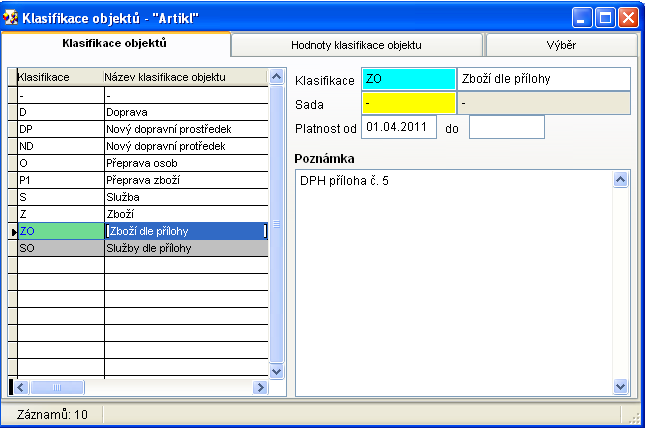 Klasifikace objektů - "Artikl"
Klasifikace objektů Hodnoty klasifikace objektu Výběr
Klasifikace Název klasifikace objektu
- -
D Doprava
DP Nový dopravní prostředek
ND Nový dopravní protředek
O Přeprava osob
P1 Přeprava zboží
S Služba
Z Zboží
ZO Zboží dle přílohy
SO Služby dle přílohy
Klasifikace ZO Zboží dle přílohy
Sada - -
Platnost od 01.04.2011 do
Poznámka
DPH příloha č. 5
Záznamů: 10